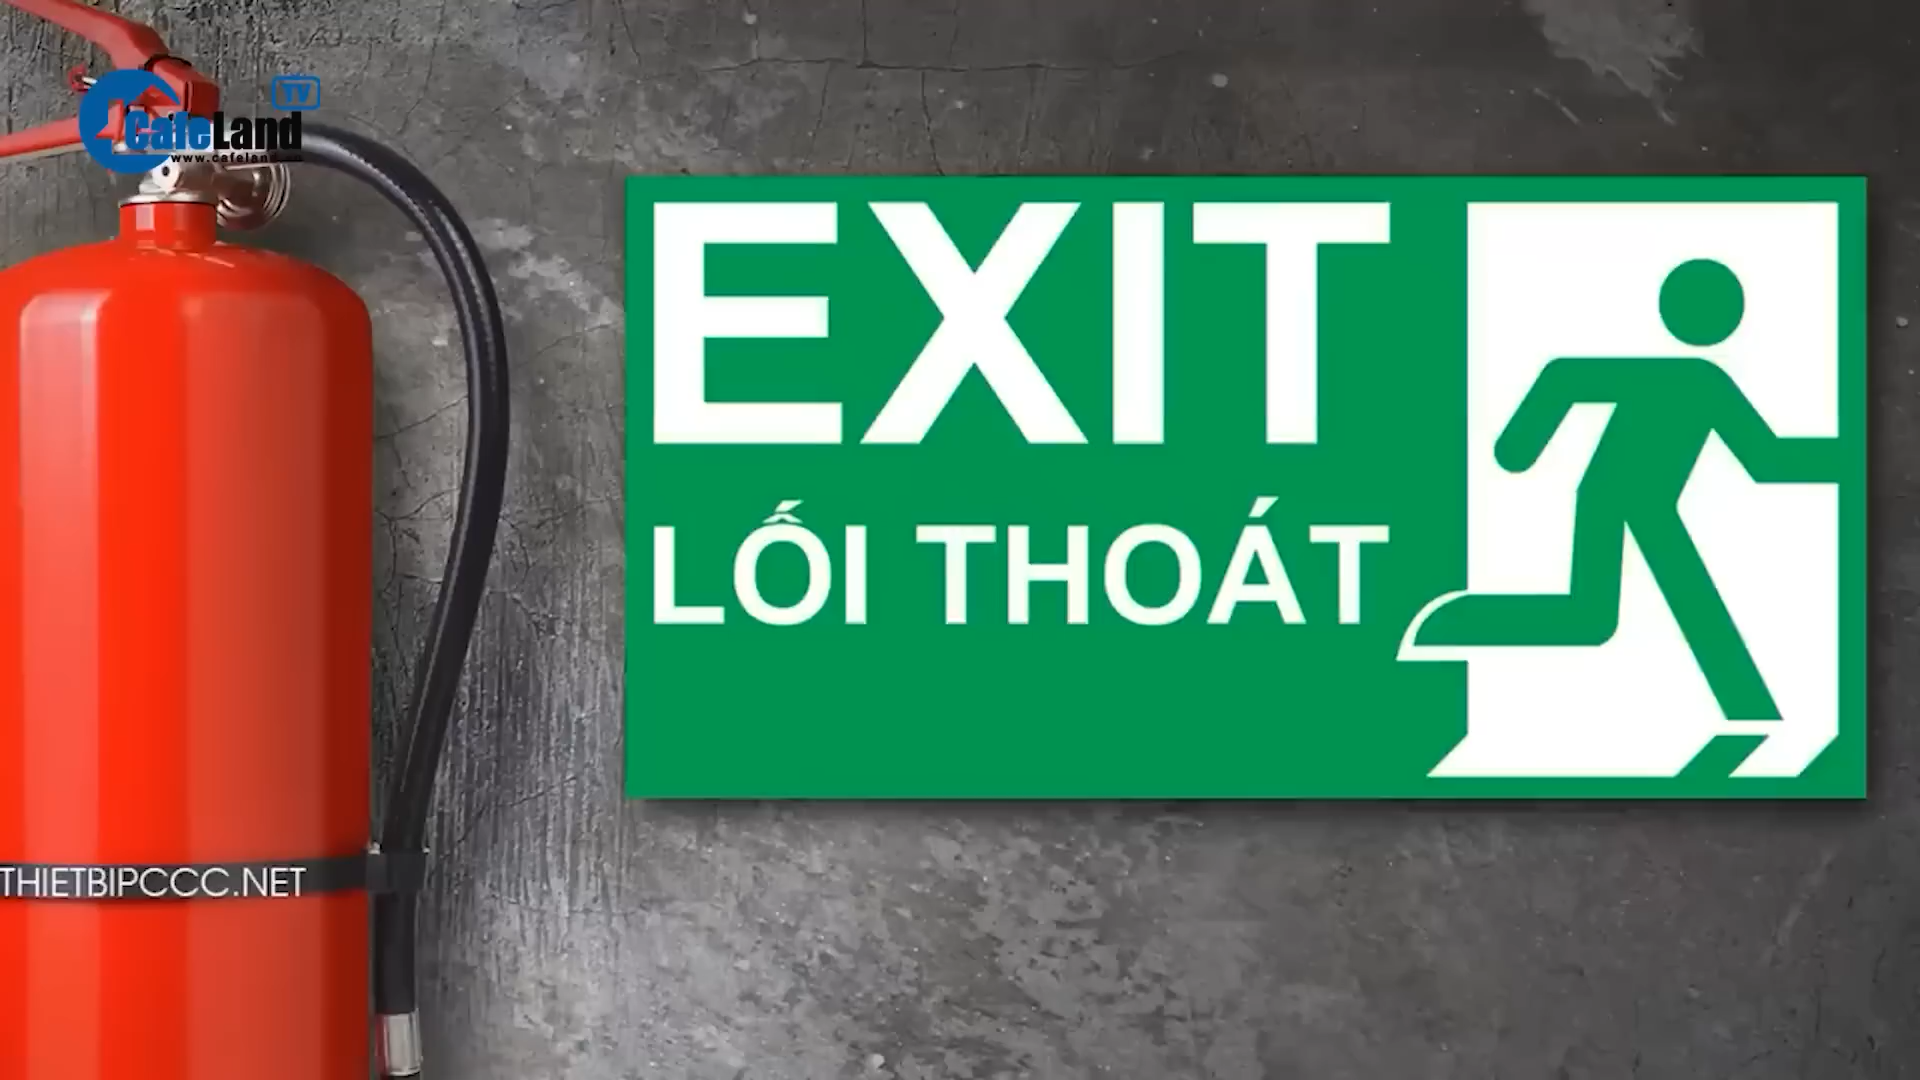 TV
CafeLand
www.cafeland.vn
EXIT
LỐI THOÁT
THIETBIPCCC.NET